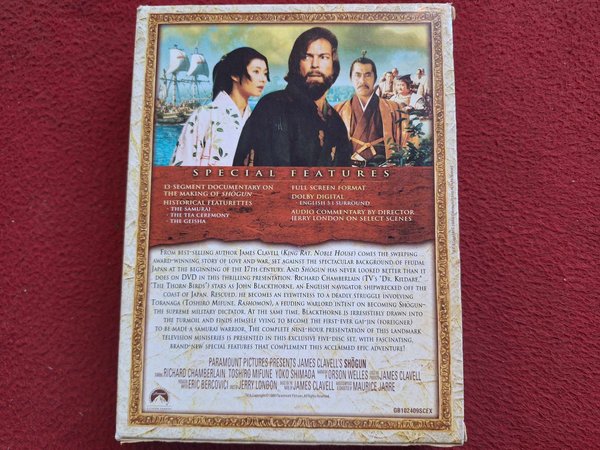 SPECIAL FEATURES
13-SEGMENT DOCUMENTARY ON
THE MAKING OF SHŌGUN
HISTORICAL FEATURETTES
- THE SAMURAI
- THE TEA CEREMONY
- THE GEISHA
FULL SCREEN FORMAT
DOLBY DIGITAL
- ENGLISH 5.1 SURROUND
AUDIO COMMENTARY BY DIRECTOR
JERRY LONDON ON SELECT SCENES
FROM BEST-SELLING AUTHOR JAMES CLAVELL (KING RAT, NOBLE HOUSE) COMES THE SWEEPING
AWARD-WINNING STORY OF LOVE AND WAR, SET AGAINST THE SPECTACULAR BACKGROUND OF FEUDAL
JAPAN AT THE BEGINNING OF THE 17TH CENTURY. AND SHŌGUN HAS NEVER LOOKED BETTER THAN IT
DOES ON DVD IN THIS THRILLING PRESENTATION. RICHARD CHAMBERLAIN (TV'S "DR. KILDARE,"
"THE THORN BIRDS") STARS AS JOHN BLACKTHORNE, AN ENGLISH NAVIGATOR SHIPWRECKED OFF THE
COAST OF JAPAN. RESCUED, HE BECOMES AN EYEWITNESS TO A DEADLY STRUGGLE INVOLVING
TORANAGA (TOSHIRO MIFUNE, RASHOMON), A FEUDING WARLORD INTENT ON BECOMING SHŌGUN-
THE SUPREME MILITARY DICTATOR. AT THE SAME TIME, BLACKTHORNE IS IRRESISTIBLY DRAWN INTO
THE TURMOIL AND FINDS HIMSELF VYING TO BECOME THE FIRST-EVER GAI-JIN (FOREIGNER)
TO BE MADE A SAMURAI WARRIOR. THE COMPLETE NINE-HOUR PRESENTATION OF THIS LANDMARK
TELEVISION MINISERIES IS PRESENTED IN THIS EXCLUSIVE FIVE-DISC SET, WITH FASCINATING,
BRAND-NEW SPECIAL FEATURES THAT COMPLEMENT THIS ACCLAIMED EPIC ADVENTURE!
PARAMOUNT PICTURES PRESENTS JAMES CLAVELL'S SHŌGUN
RICHARD CHAMBERLAIN TOSHIRO MIFUNE YOKO SHIMADA ORSON WELLES JAMES CLAVELL
ERIC BERCOVICI JERRY LONDON JAMES CLAVELL MAURICE JARRE
GB102409SCEX